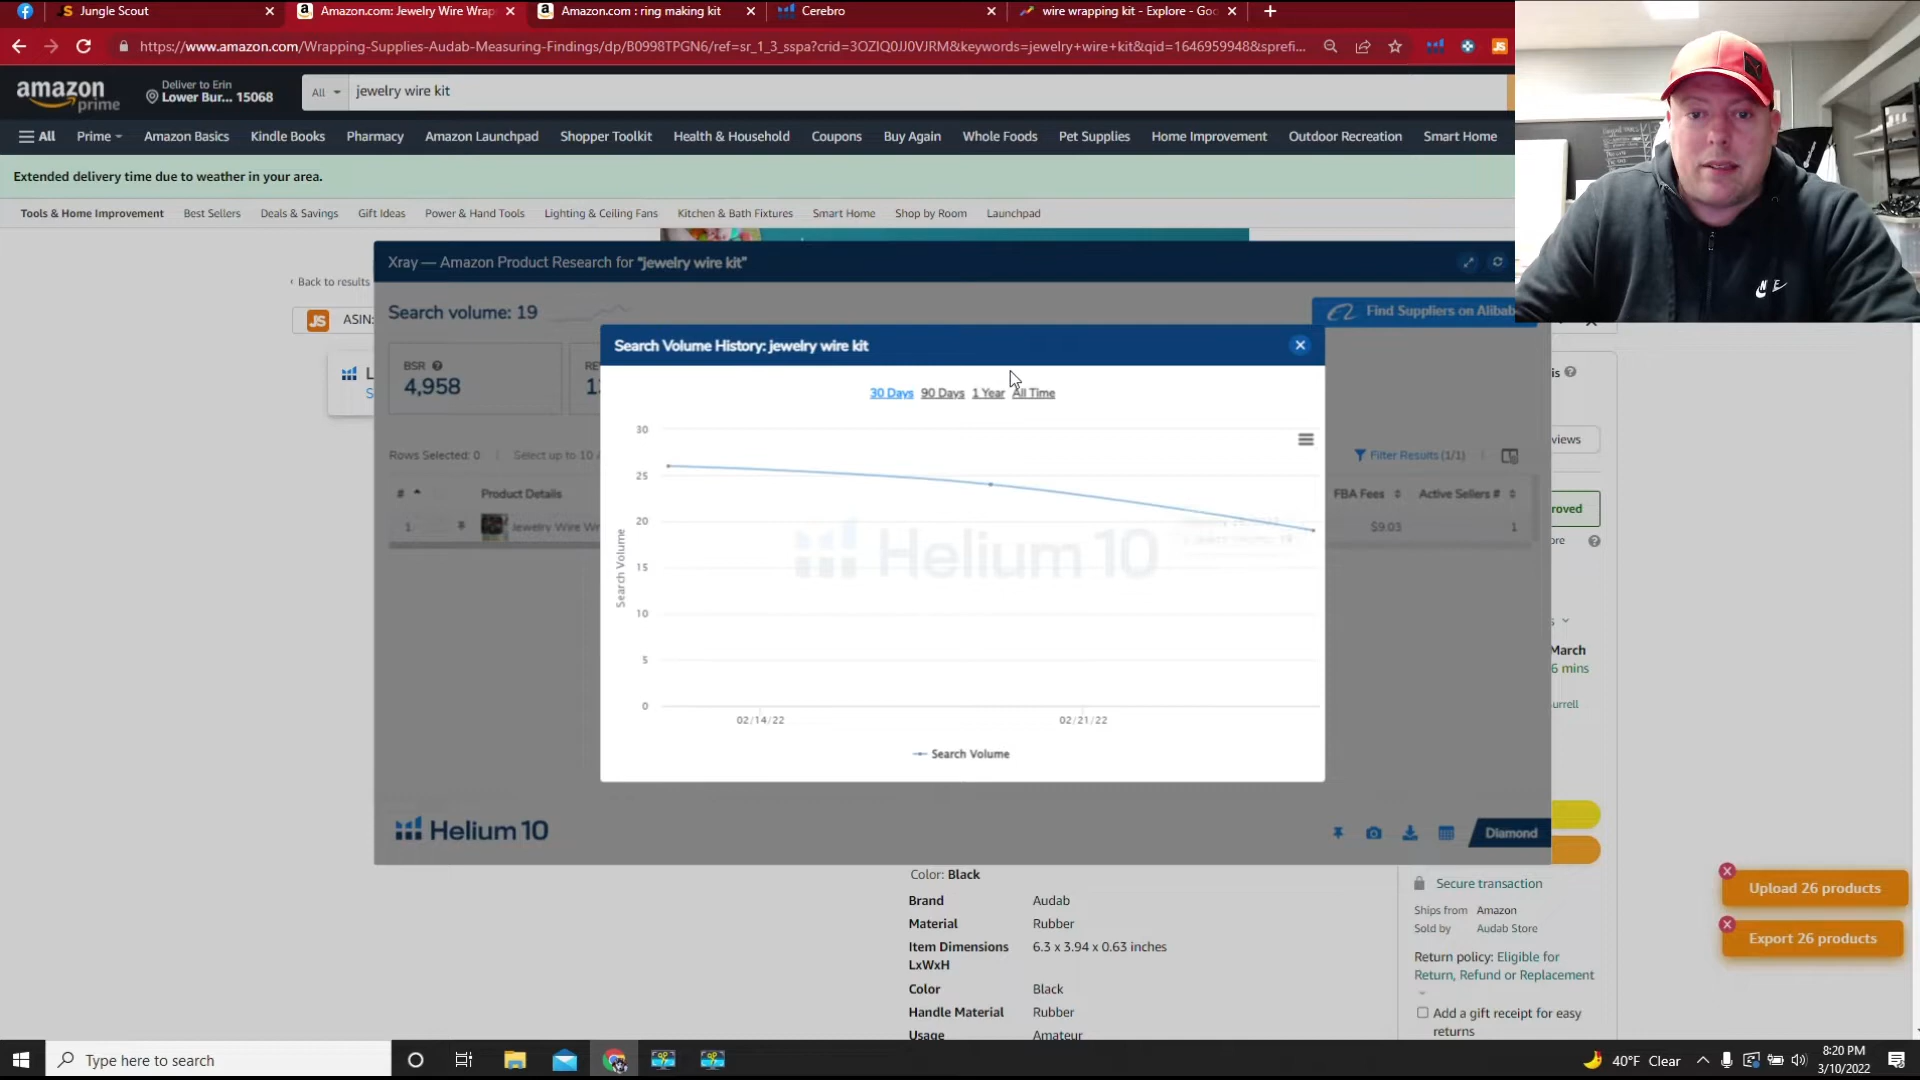 Jungle Scout
Amazon.com: Jewelry Wire Wrap
Amazon.com : ring making kit
Cerebro
wire wrapping kit - Explore - Goo
https://www.amazon.com/Wrapping-Supplies-Audab-Measuring-Findings/dp/B0998TPGN6/ref=sr_1_3_sspa?crid=3OZIQ0JJ0VJRM&keywords=jewelry+wire+kit&qid=1646959948&sprefi...
amazon prime
Deliver to Erin
Lower Bur... 15068
All
jewelry wire kit
All Prime Amazon Basics Kindle Books Pharmacy Amazon Launchpad Shopper Toolkit Health & Household Coupons Buy Again Whole Foods Pet Supplies Home Improvement Outdoor Recreation Smart Home
Extended delivery time due to weather in your area.
Tools & Home Improvement Best Sellers Deals & Savings Gift Ideas Power & Hand Tools Lighting & Ceiling Fans Kitchen & Bath Fixtures Smart Home Shop by Room Launchpad
‹ Back to results
Xray — Amazon Product Research for "jewelry wire kit"
JS ASIN:
Search volume: 19
Find Suppliers on Alibab
BSR
4,958
RE
1
L
S
Search Volume History: jewelry wire kit
30 Days 90 Days 1 Year All Time
30
25
20
15
10
5
0
Search Volume
Helium 10
02/14/22
02/21/22
Search Volume
is
views
Rows Selected: 0
Select up to 10
Filter Results (1/1)
# Product Details
FBA Fees Active Sellers #
1 Jewelry Wire Wr
$9.03 1
roved
ore
March
6 mins
urrell
Helium 10
Diamond
Color: Black
Brand Audab
Material Rubber
Item Dimensions 6.3 x 3.94 x 0.63 inches
LxWxH
Color Black
Handle Material Rubber
Usage Amateur
Secure transaction
Ships from Amazon
Sold by Audab Store
Return policy: Eligible for
Return, Refund or Replacement
Add a gift receipt for easy
returns
Upload 26 products
Export 26 products
Type here to search
40°F Clear
8:20 PM
3/10/2022